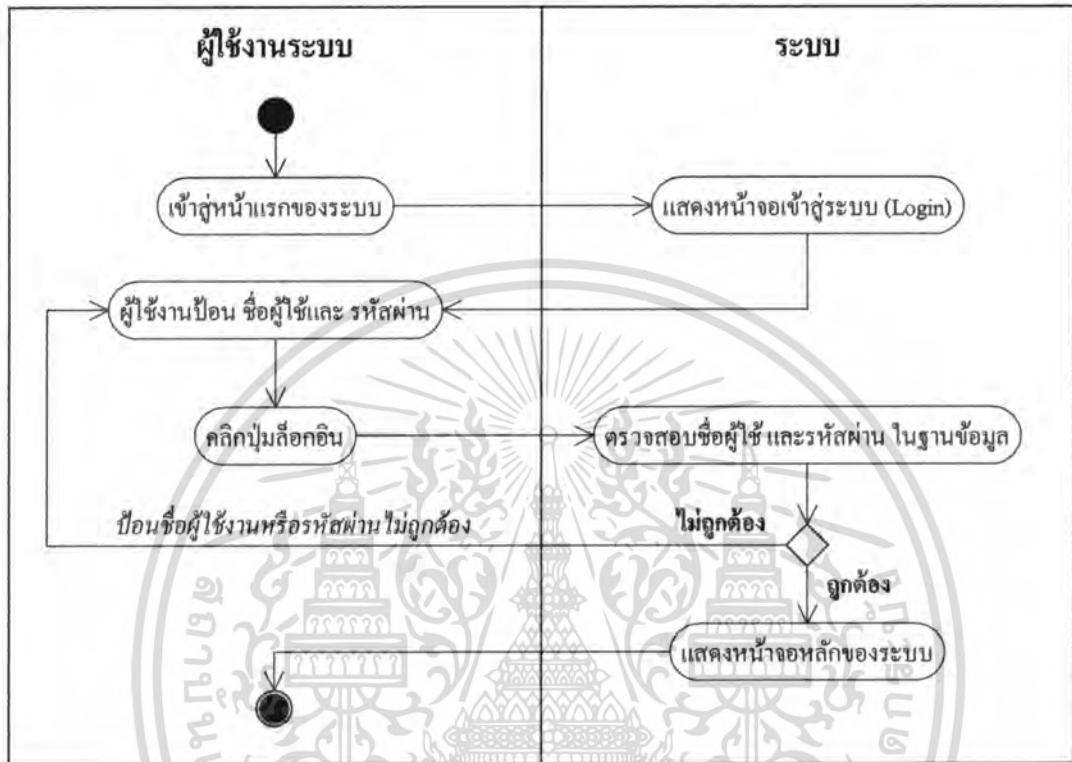 ผู้ใช้งานระบบ
ระบบ
เข้าสู่หน้าแรกของระบบ
แสดงหน้าจอเข้าสู่ระบบ (Login)
ผู้ใช้งานป้อน ชื่อผู้ใช้และ รหัสผ่าน
คลิกปุ่มล็อกอิน
ตรวจสอบชื่อผู้ใช้ และรหัสผ่าน ในฐานข้อมูล
ป้อนชื่อผู้ใช้งานหรือรหัสผ่าน ไม่ถูกต้อง
ไม่ถูกต้อง
ถูกต้อง
แสดงหน้าจอหลักของระบบ